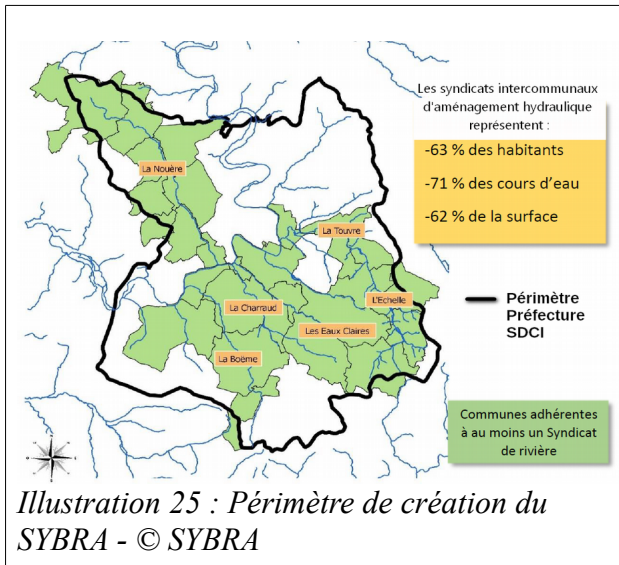 Les syndicats intercommunaux
d'aménagement hydraulique
représentent :
-63 % des habitants
-71 % des cours d'eau
-62 % de la surface
La Nouère
La Touvre
L'Echelle
La Charraud
Les Eaux Claires
La Boëme
Périmètre
Préfecture
SDCI
Communes adhérentes
à au moins un Syndicat
de rivière
Illustration 25 : Périmètre de création du
SYBRA - © SYBRA